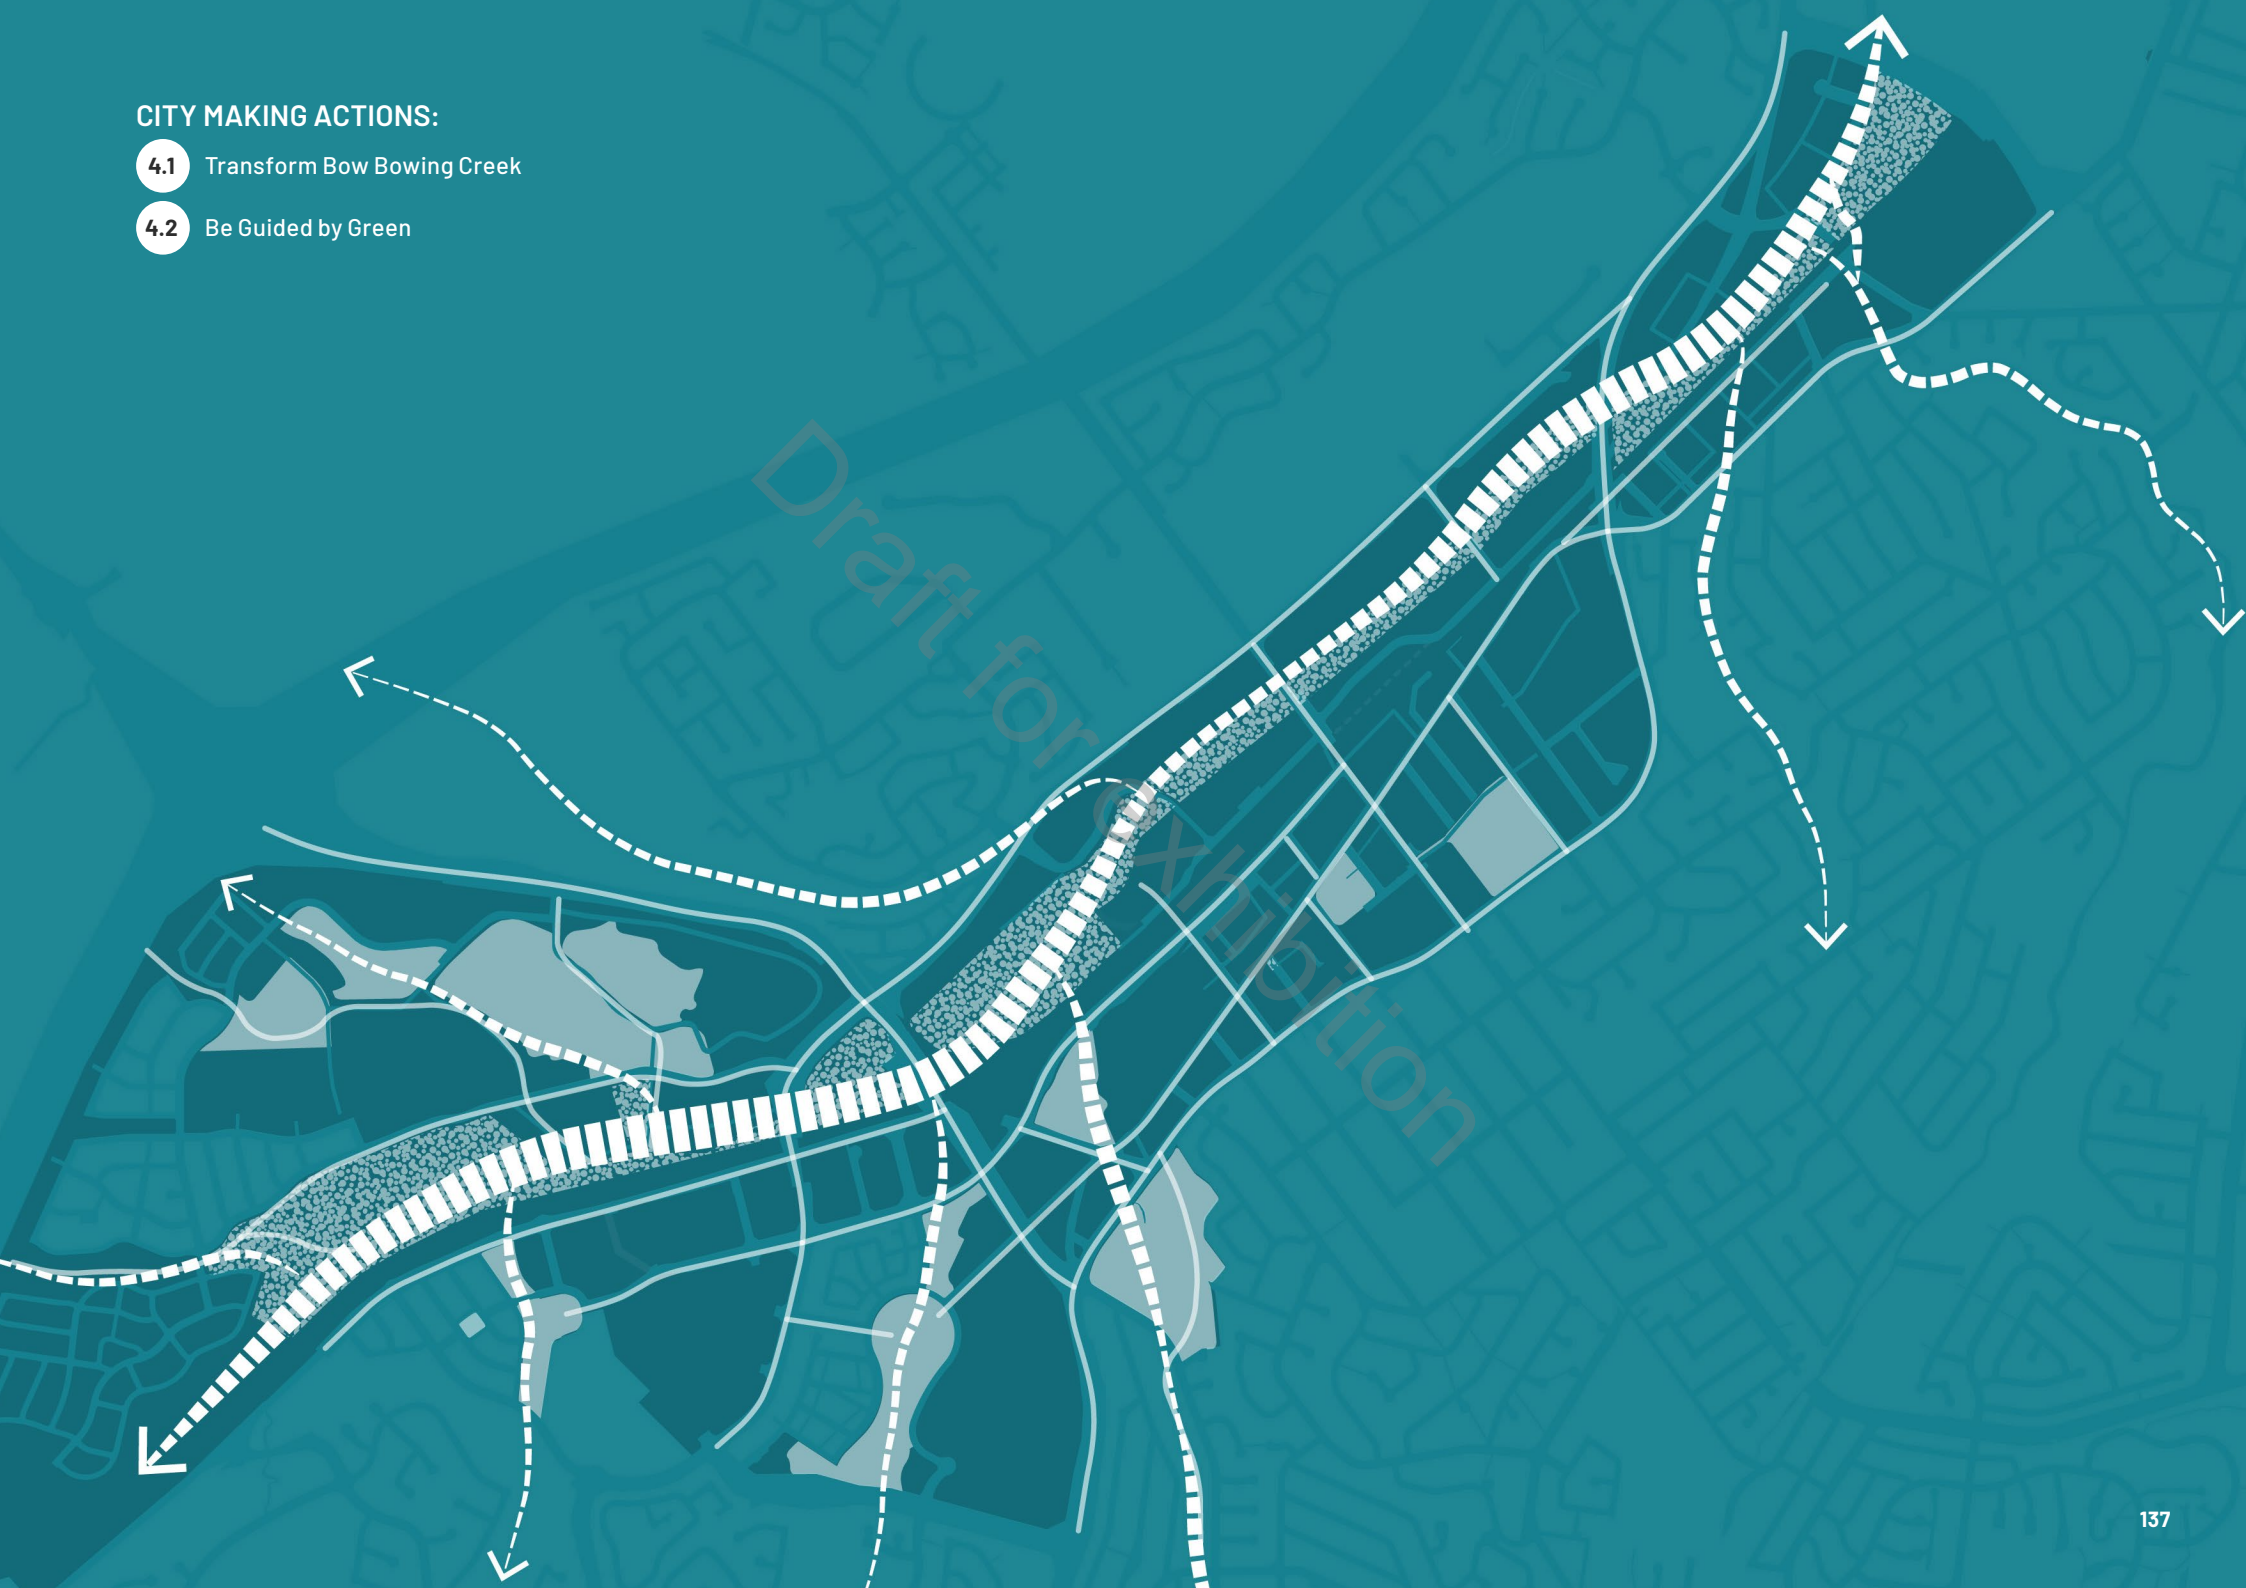 CITY MAKING ACTIONS:
4.1 Transform Bow Bowing Creek
4.2 Be Guided by Green
Draft for exhibition
137